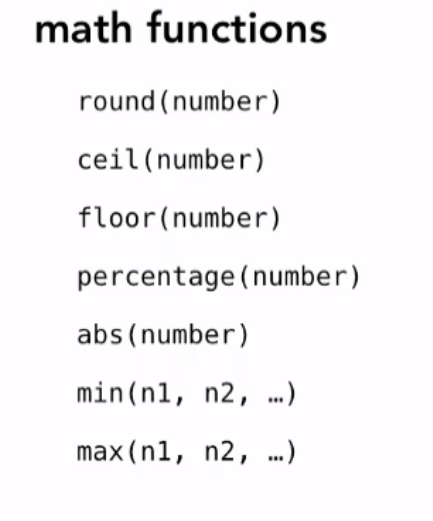 math functions
round(number)
ceil(number)
floor(number)
percentage(number)
abs(number)
min(n1, n2, …)
max(n1, n2, …)